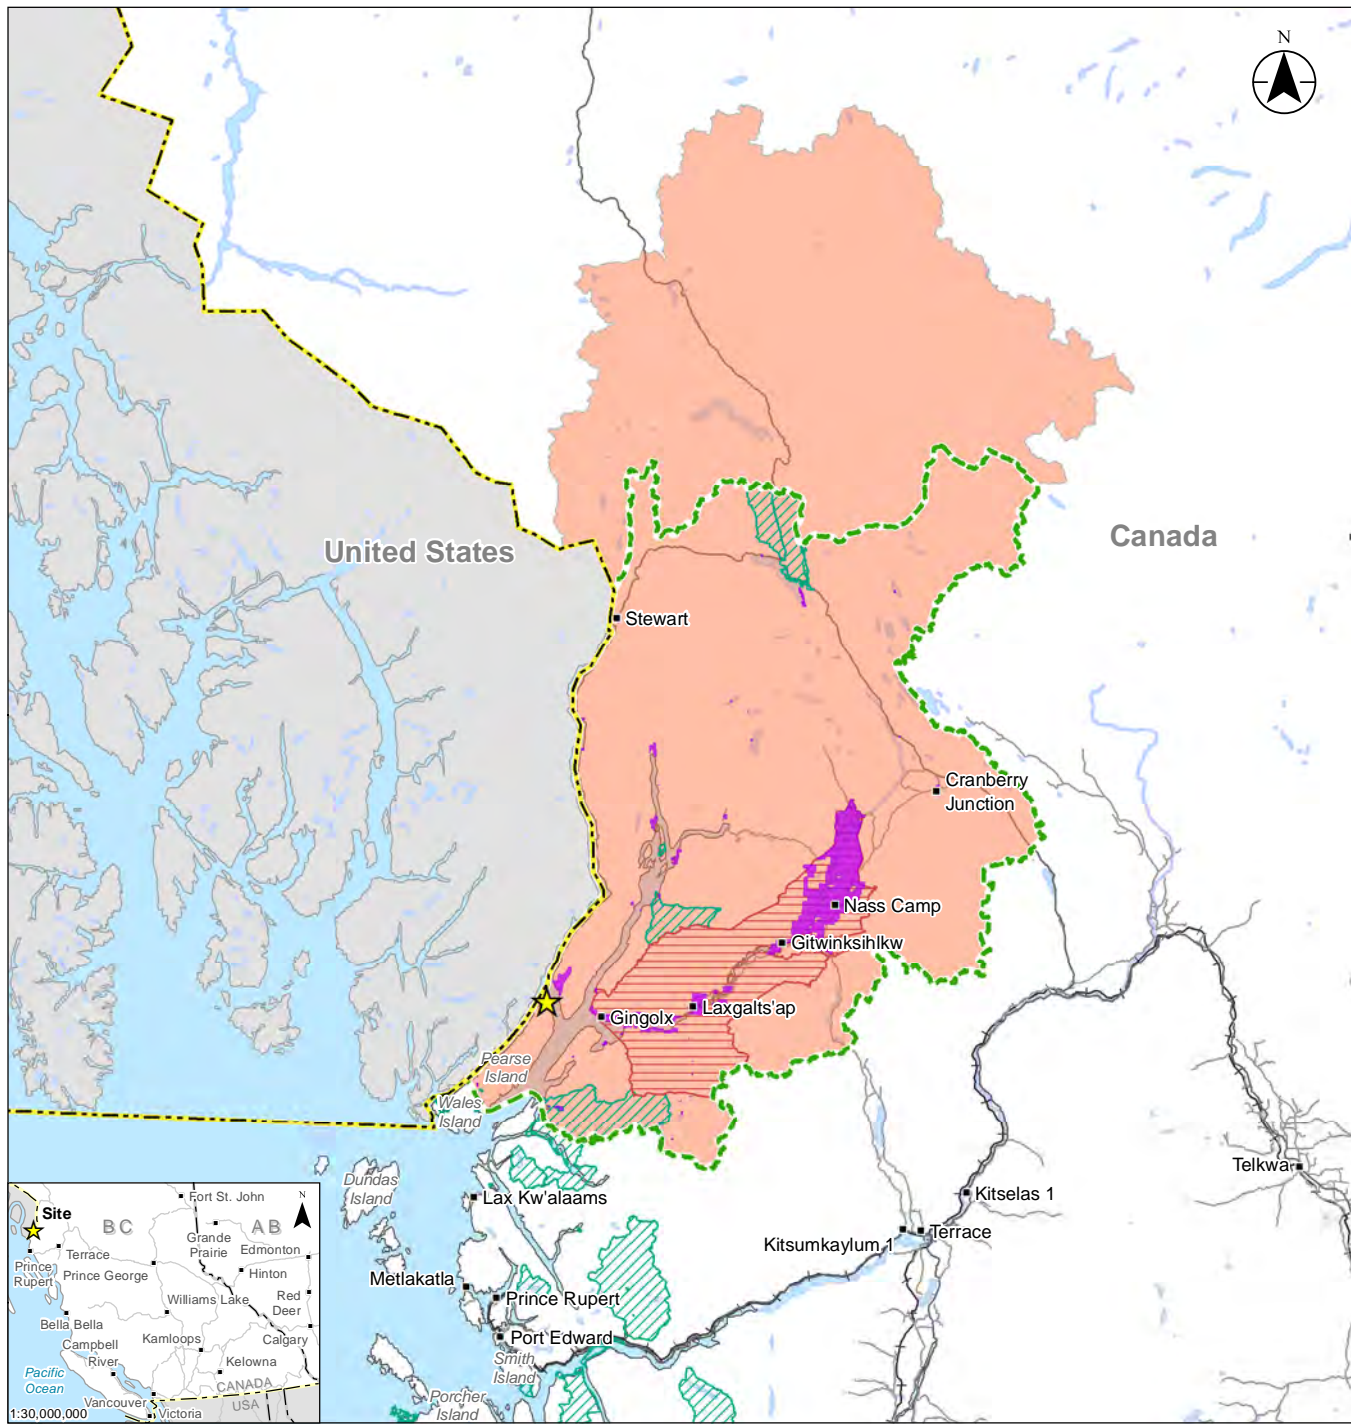 N
United States
Canada
Stewart
Cranberry
Junction
Nass Camp
Gitwinksihlkw
Laxgalts'ap
Gingolx
Pearse
Island
Wales
Island
Dundas
Island
Lax Kw'alaams
Telkwa
Kitselas 1
Terrace
Kitsumkaylum 1
Metlakatla
Prince Rupert
Port Edward
Smith
Island
Porcher
Island
Fort St. John
N
Site
BC
AB
Grande
Prairie
Terrace
Edmonton
Prince
Rupert
Prince George
Hinton
Williams Lake
Red
Deer
Bella Bella
Campbell
River
Kamloops
Calgary
Kelowna
Pacific
Ocean
CANADA
USA
Vancouver
Victoria
1:30,000,000